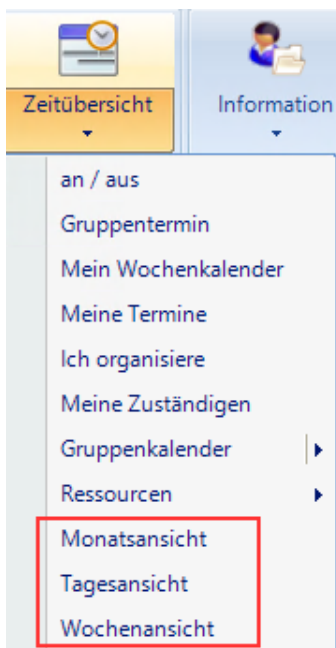 Zeitübersicht
Information
an / aus
Gruppentermin
Mein Wochenkalender
Meine Termine
Ich organisiere
Meine Zuständigen
Gruppenkalender
Ressourcen
Monatsansicht
Tagesansicht
Wochenansicht